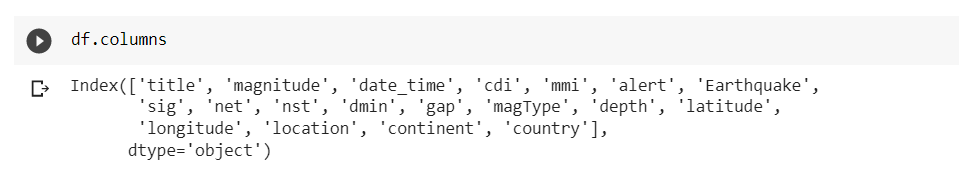 df.columns
Index(['title', 'magnitude', 'date_time', 'cdi', 'mmi', 'alert', 'Earthquake',
'sig', 'net', 'nst', 'dmin', 'gap', 'magType', 'depth', 'latitude',
'longitude', 'location', 'continent', 'country'],
dtype='object')